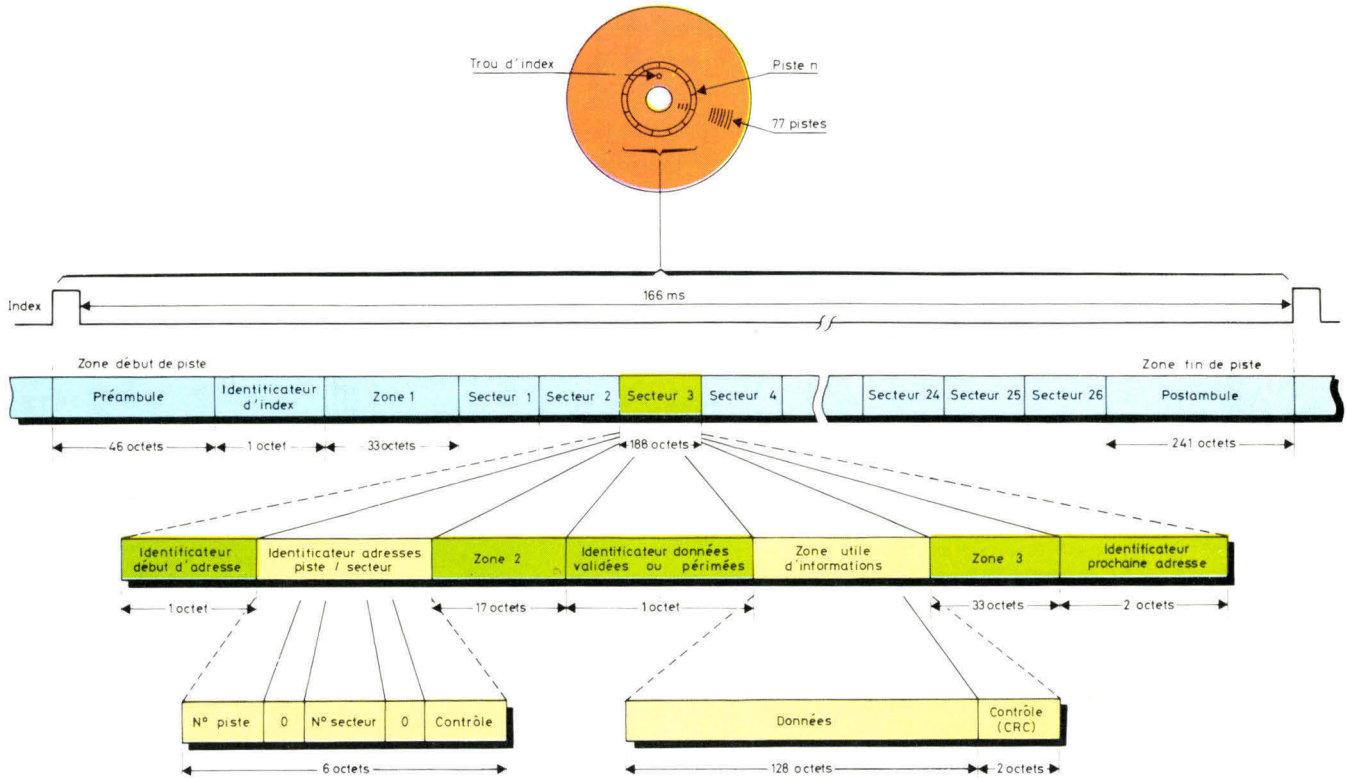 Trou d'index
Piste n
77 pistes
Index
166 ms
Zone début de piste
Zone fin de piste
Préambule
Identificateur
d'index
Zone 1
Secteur 1
Secteur 2
Secteur 3
Secteur 4
Secteur 24
Secteur 25
Secteur 26
Postambule
46 octets
1 octet
33 octets
188 octets
241 octets
Identificateur
début d'adresse
Identificateur adresses
piste / secteur
Zone 2
Identificateur données
validées ou périmées
Zone utile
d'informations
Zone 3
Identificateur
prochaine adresse
1 octet
17 octets
1 octet
33 octets
2 octets
N° piste
0
N° secteur
0
Contrôle
Données
Contrôle
(CRC)
6 octets
128 octets
2 octets